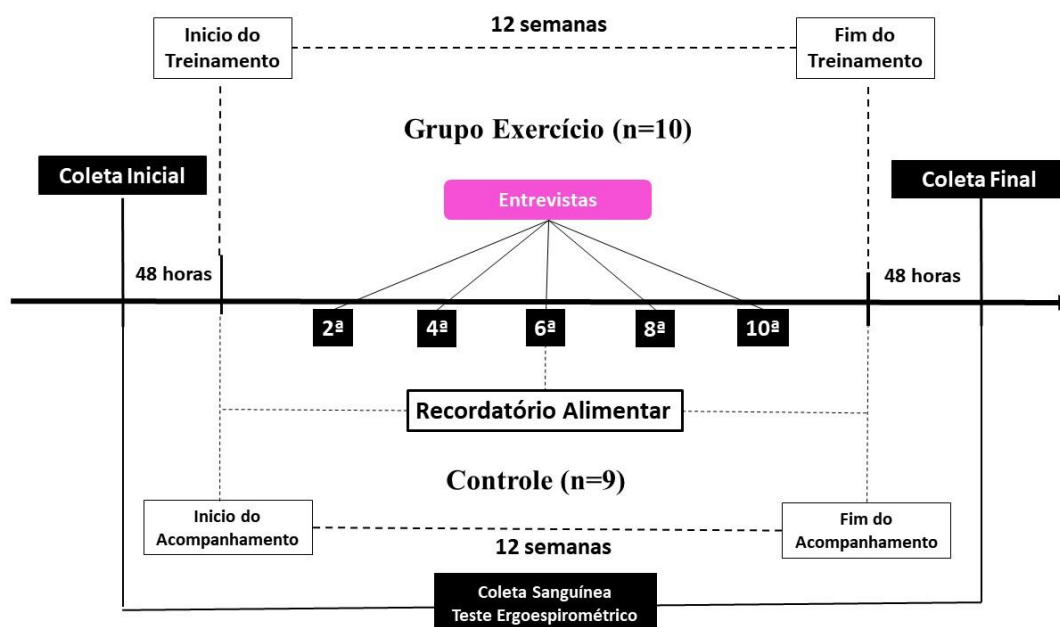 12 semanas
Inicio do
Treinamento
Fim do
Treinamento
Grupo Exercício (n=10)
Coleta Inicial
Coleta Final
Entrevistas
48 horas
48 horas
2ª
4ª
6ª
8ª
10ª
Recordatório Alimentar
Controle (n=9)
Inicio do
Acompanhamento
Fim do
Acompanhamento
12 semanas
Coleta Sanguínea
Teste Ergoespirométrico